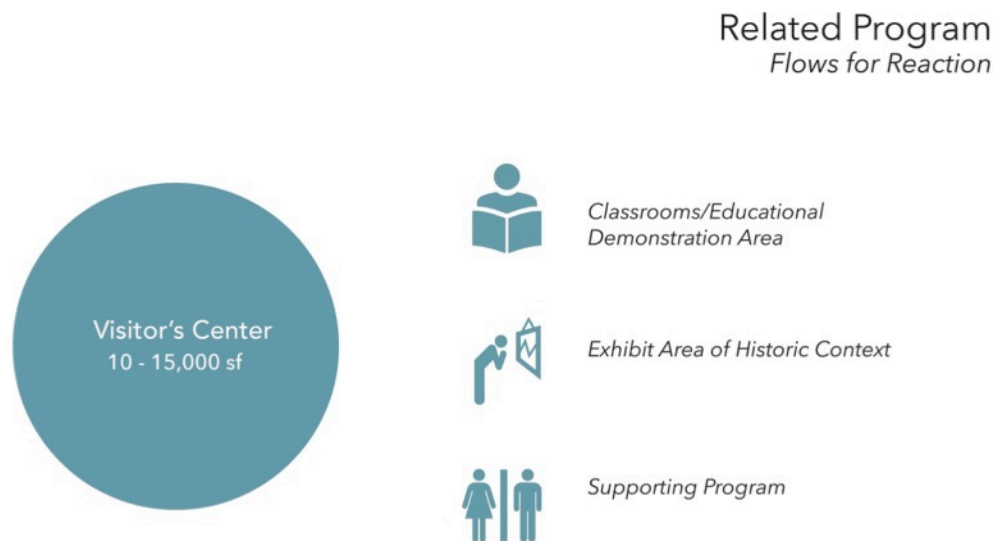 Related Program
Flows for Reaction
Classrooms/Educational
Demonstration Area
Visitor's Center
10 - 15,000 sf
Exhibit Area of Historic Context
Supporting Program